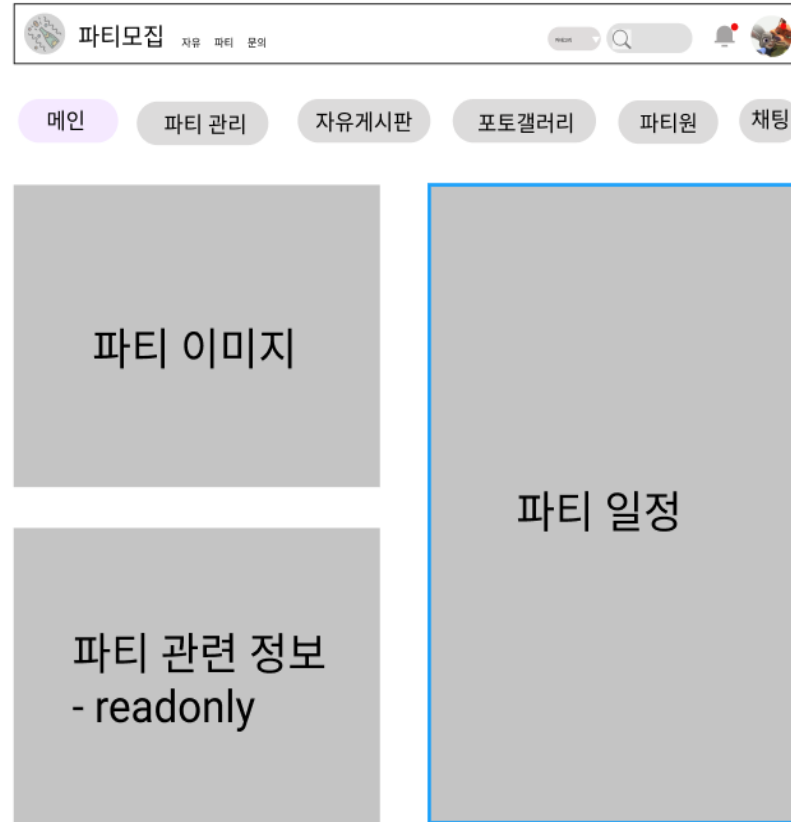 파티모집
자유 파티 문의
메인
파티 관리
자유게시판
포토갤러리
파티원
채팅
파티 이미지
파티 일정
파티 관련 정보
- readonly